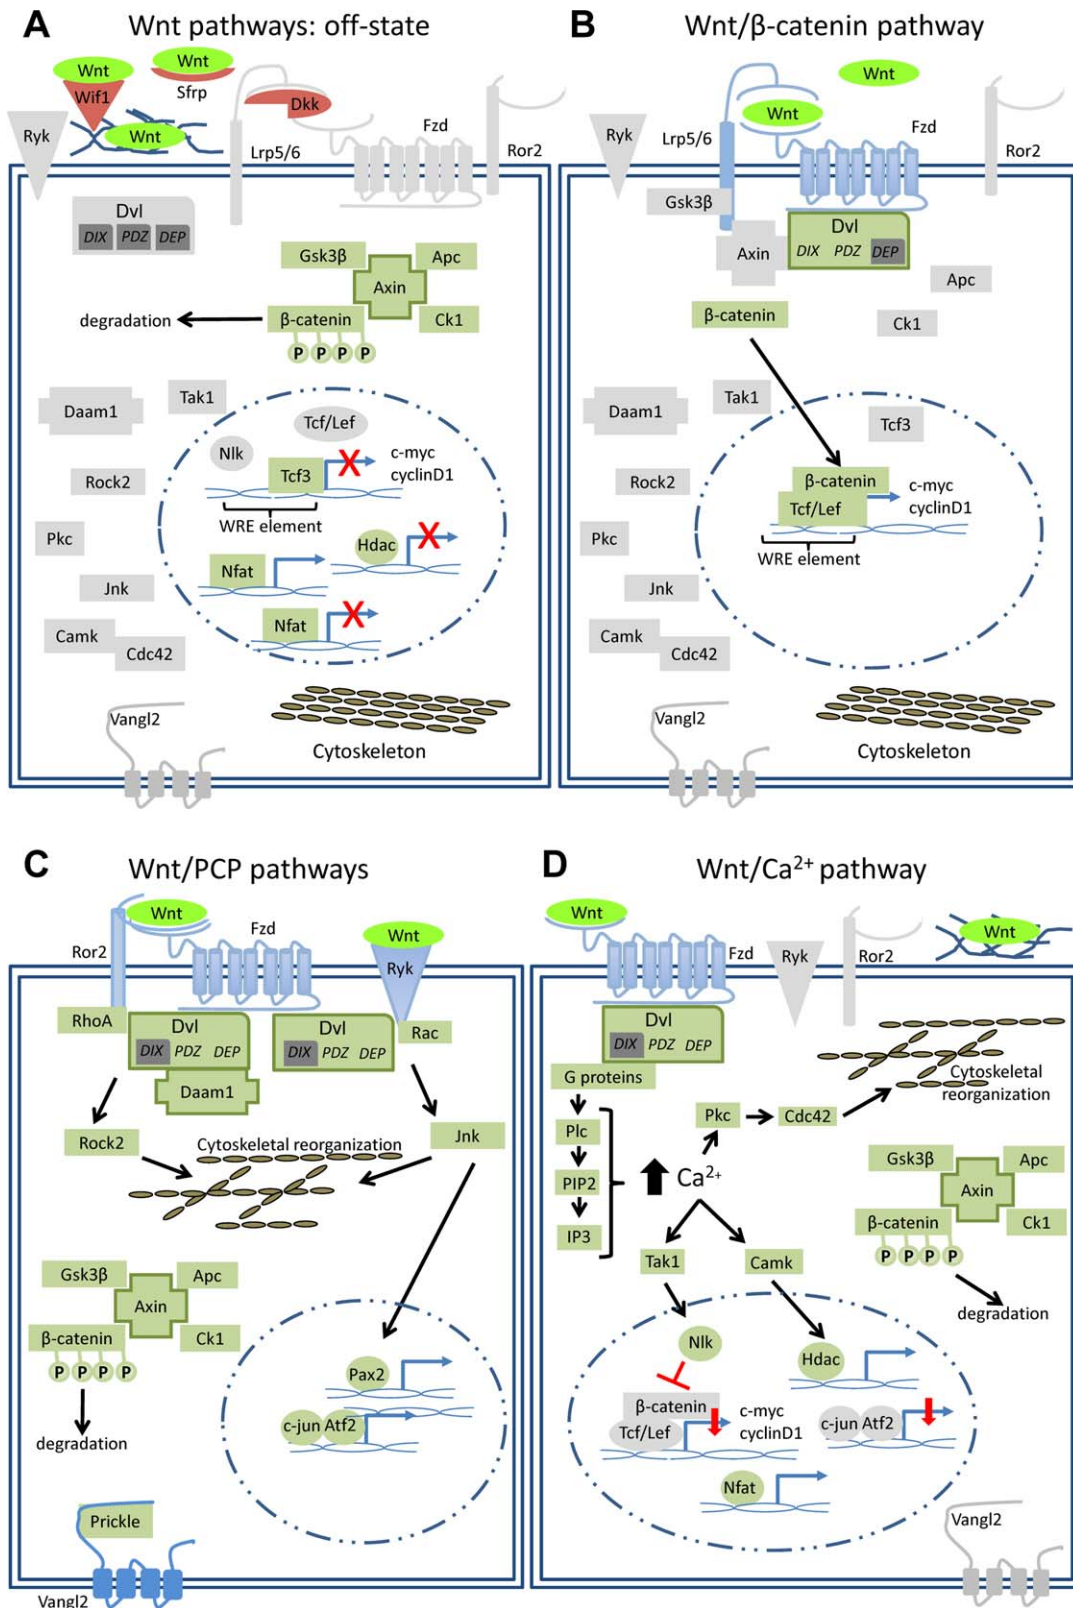 A Wnt pathways: off-state
Wnt
Wnt
Wif1
Sfrp
Dkk
Wnt
Ryk
Lrp5/6
Fzd
Ror2
Dvl
DIX PDZ DEP
Gsk3β
Apc
Axin
degradation
β-catenin
Ck1
P P P P
Daam1
Tak1
Tcf/Lef
Nlk
Tcf3
X
c-myc
cyclinD1
Rock2
WRE element
Pkc
Hdac
X
Nfat
Jnk
Nfat
X
Camk
Cdc42
Vangl2
Cytoskeleton
B Wnt/β-catenin pathway
Wnt
Wnt
Ryk
Lrp5/6
Fzd
Ror2
Gsk3β
Axin
Dvl
DIX PDZ DEP
Apc
β-catenin
Ck1
Daam1
Tak1
Tcf3
Rock2
β-catenin
Tcf/Lef
c-myc
cyclinD1
Pkc
WRE element
Jnk
Camk
Cdc42
Vangl2
Cytoskeleton
C Wnt/PCP pathways
Wnt
Fzd
Wnt
Ror2
Ryk
RhoA
Dvl
DIX PDZ DEP
Dvl
DIX PDZ DEP
Rac
Daam1
Rock2
Cytoskeletal reorganization
Jnk
Gsk3β
Apc
Axin
β-catenin
Ck1
P P P P
Pax2
c-jun Atf2
degradation
Prickle
Vangl2
D Wnt/Ca2+ pathway
Wnt
Fzd
Ryk
Ror2
Wnt
Dvl
DIX PDZ DEP
G proteins
Cytoskeletal
reorganization
Plc
Pkc
Cdc42
PIP2
Ca2+
Gsk3β
Apc
Axin
IP3
β-catenin
Ck1
P P P P
Tak1
Camk
degradation
Nlk
Hdac
β-catenin
Tcf/Lef
c-myc
cyclinD1
c-jun Atf2
Nfat
Vangl2